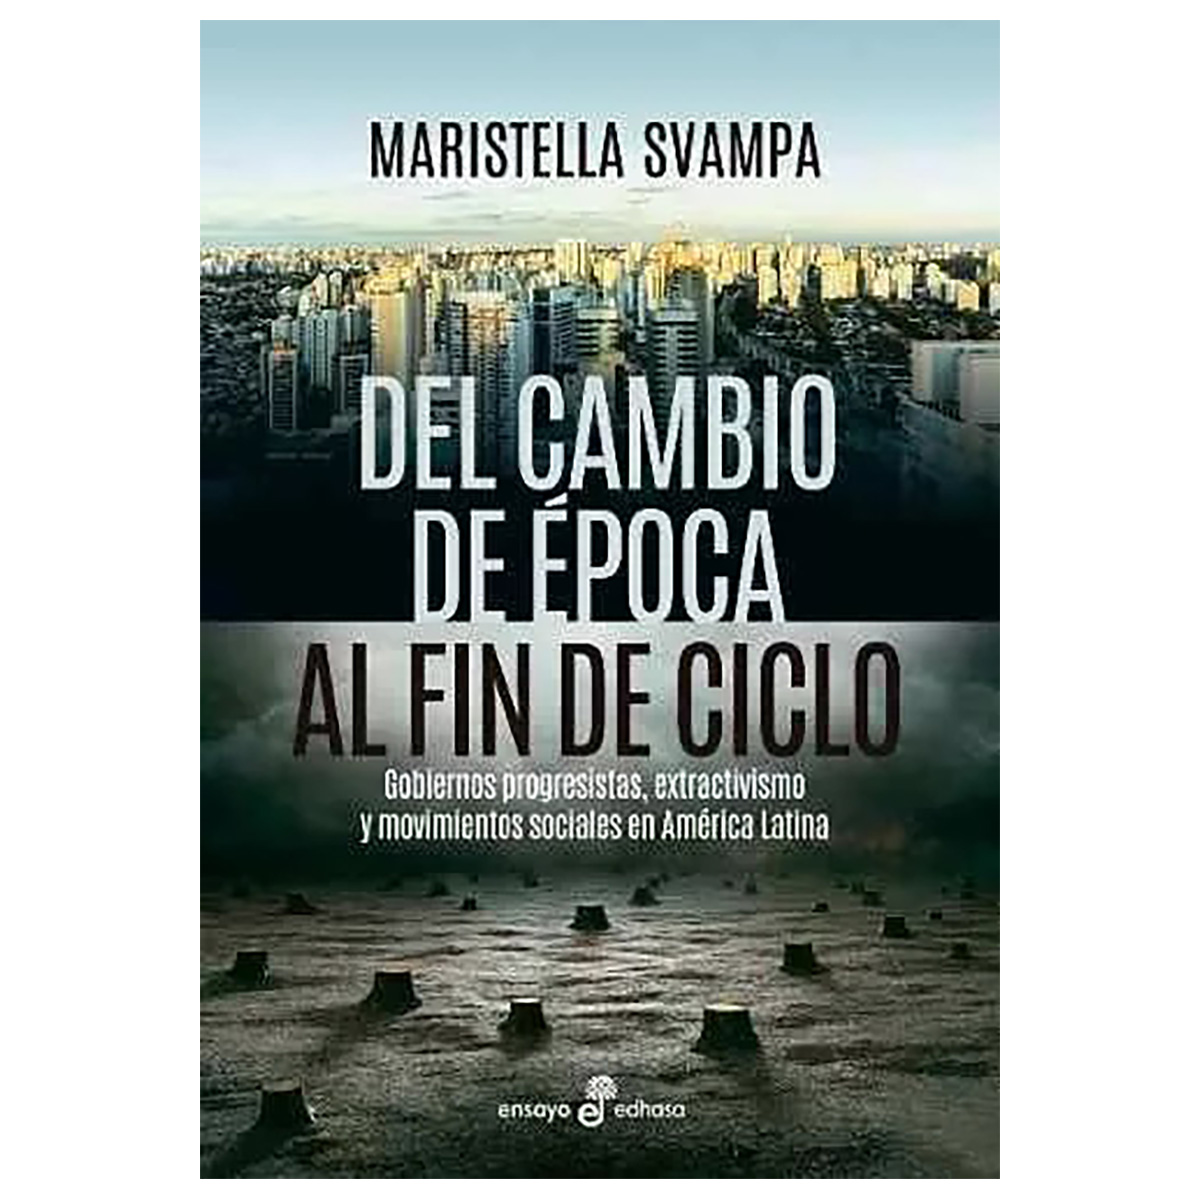 MARISTELLA SVAMPA
DEL CAMBIO
DE ÉPOCA
AL FIN DE CICLO
Gobiernos progresistas, extractivismo
y movimientos sociales en América Latina
ensayo edhasa